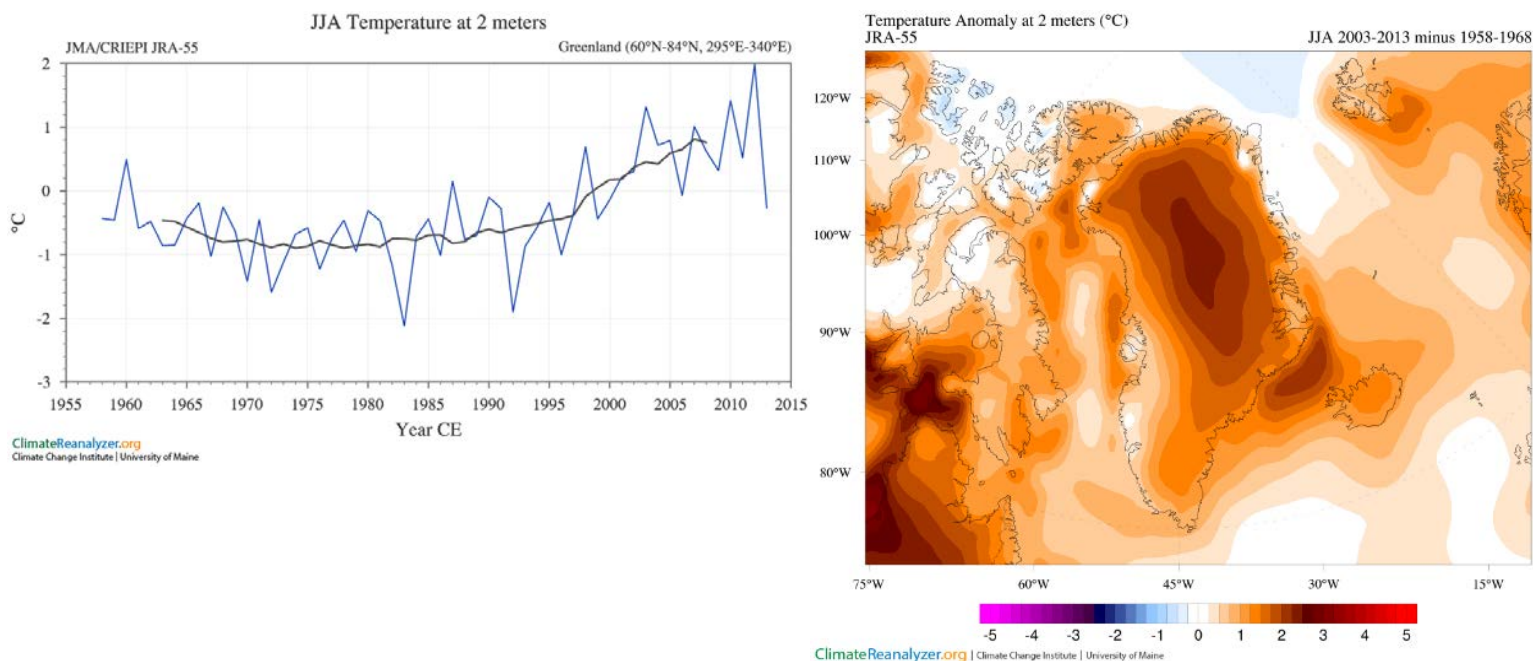 JJA Temperature at 2 meters
JMA/CRIEPI JRA-55
Greenland (60°N-84°N, 295°E-340°E)
2
1
0
-1
-2
-3
°C
1955 1960 1965 1970 1975 1980 1985 1990 1995 2000 2005 2010 2015
Year CE
ClimateReanalyzer.org
Climate Change Institute | University of Maine
Temperature Anomaly at 2 meters (°C)
JRA-55
JJA 2003-2013 minus 1958-1968
120°W
110°W
100°W
90°W
80°W
75°W 60°W 45°W 30°W 15°W
-5 -4 -3 -2 -1 0 1 2 3 4 5
ClimateReanalyzer.org | Climate Change Institute | University of Maine